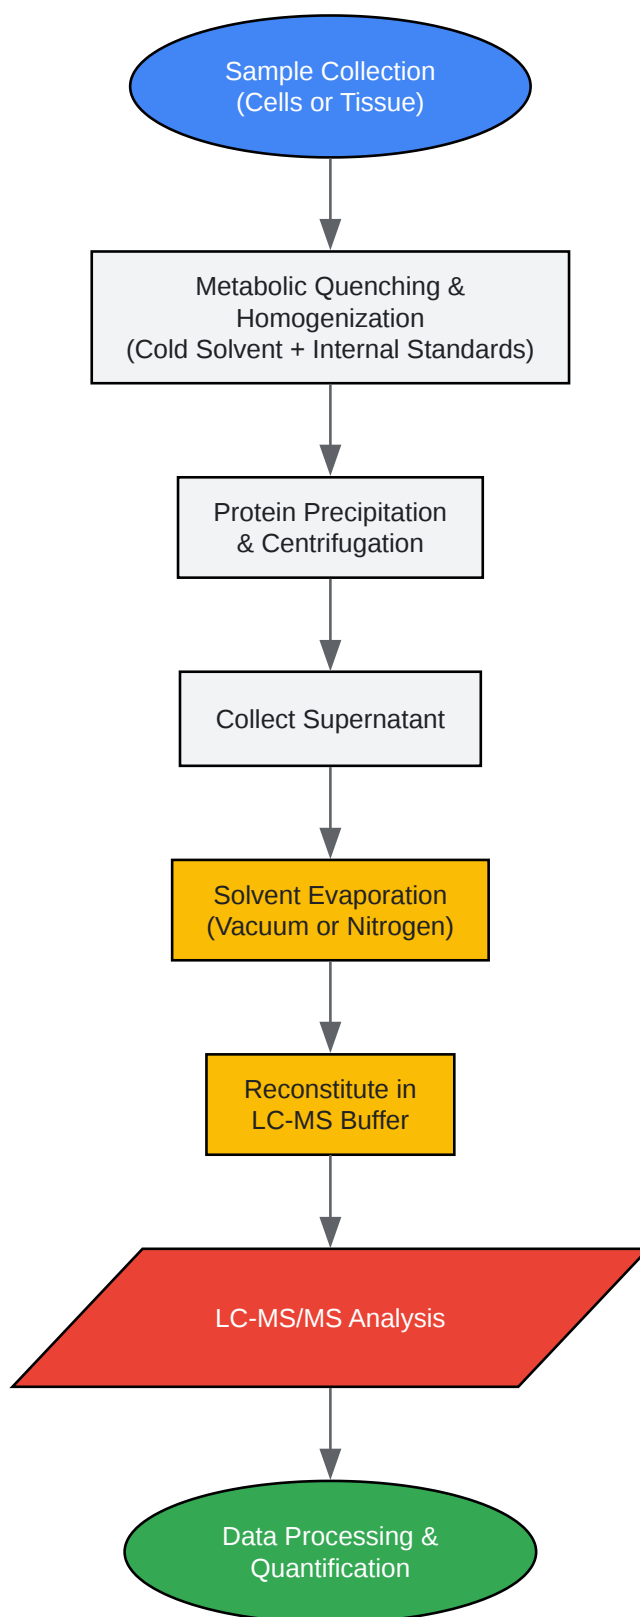 Sample Collection
(Cells or Tissue)
Metabolic Quenching &
Homogenization
(Cold Solvent + Internal Standards)
Protein Precipitation
& Centrifugation
Collect Supernatant
Solvent Evaporation
(Vacuum or Nitrogen)
Reconstitute in
LC-MS Buffer
LC-MS/MS Analysis
Data Processing &
Quantification